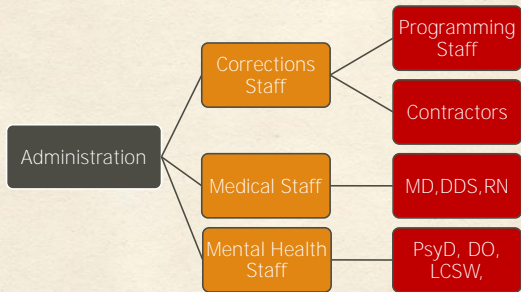 Programming
Staff
Corrections
Staff
Contractors
Administration
Medical Staff
MD,DDS,RN
Mental Health
Staff
PsyD, DO,
LCSW,